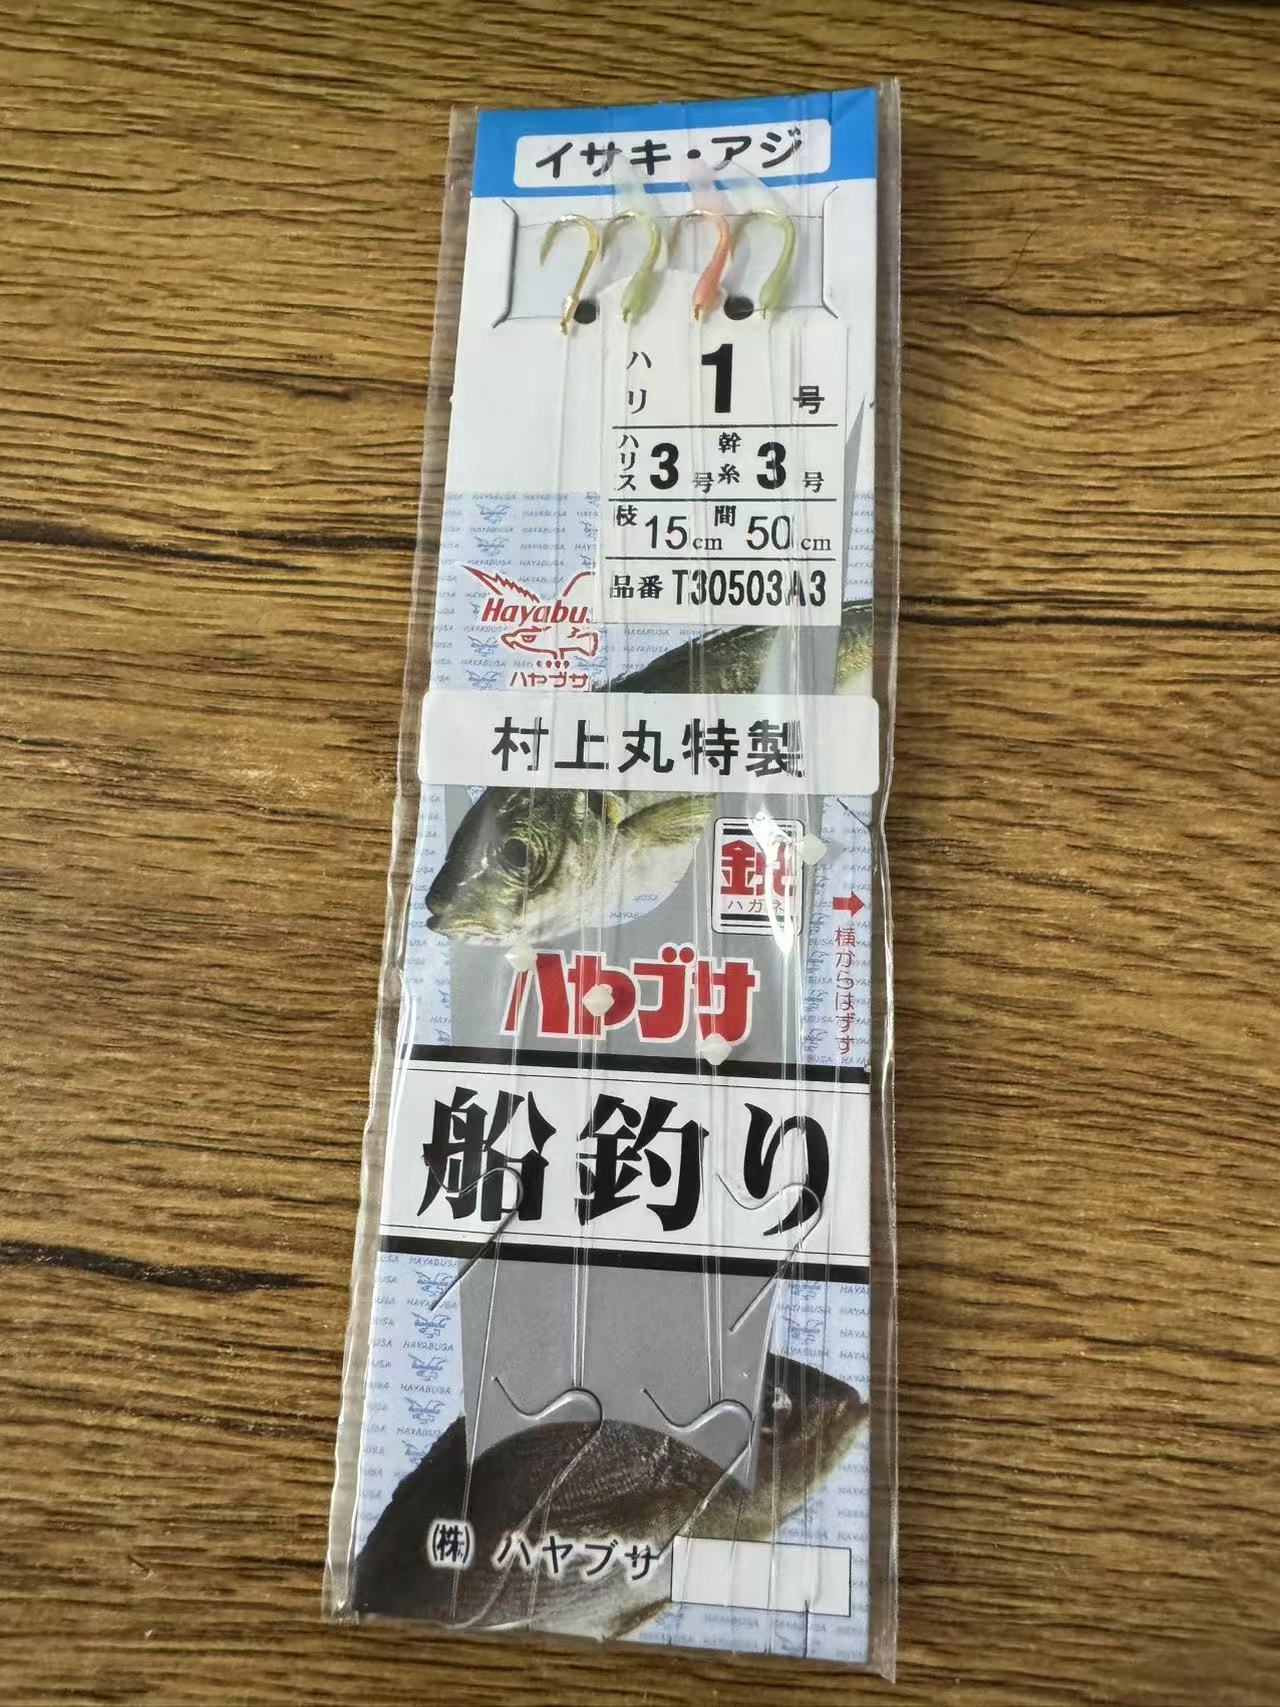 イサキ・アジ
ハリ 1 号
ハリス 3 号 幹糸 3 号
枝 15cm 間 50cm
品番 T30503A3
Hayabu
ハヤブサ
村上丸特製
鋭
ハガネ
横からはずす
ハヤブサ
船釣り
㈱ ハヤブサ